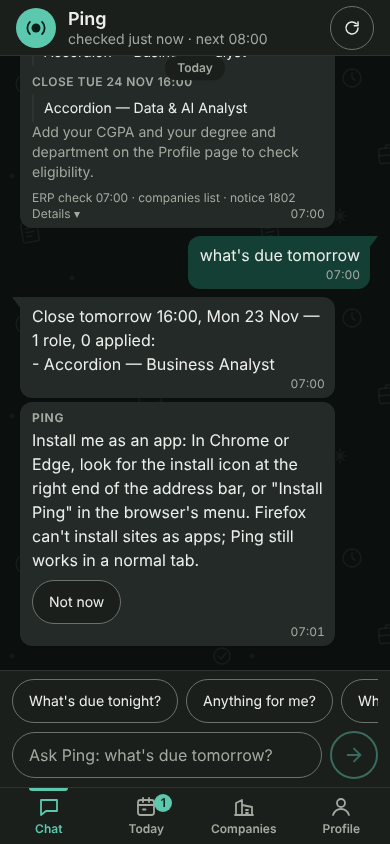 Ping
checked just now · next 08:00
Today
CLOSE TUE 24 NOV 16:00
Accordion — Data & AI Analyst
Add your CGPA and your degree and
department on the Profile page to check
eligibility.
ERP check 07:00 · companies list · notice 1802
Details ▾
07:00
what's due tomorrow
07:00
Close tomorrow 16:00, Mon 23 Nov —
1 role, 0 applied:
- Accordion — Business Analyst
07:00
PING
Install me as an app: In Chrome or
Edge, look for the install icon at the
right end of the address bar, or "Install
Ping" in the browser's menu. Firefox
can't install sites as apps; Ping still
works in a normal tab.
Not now
07:01
What's due tonight?
Anything for me?
Wh
Ask Ping: what's due tomorrow?
1
Chat
Today
Companies
Profile